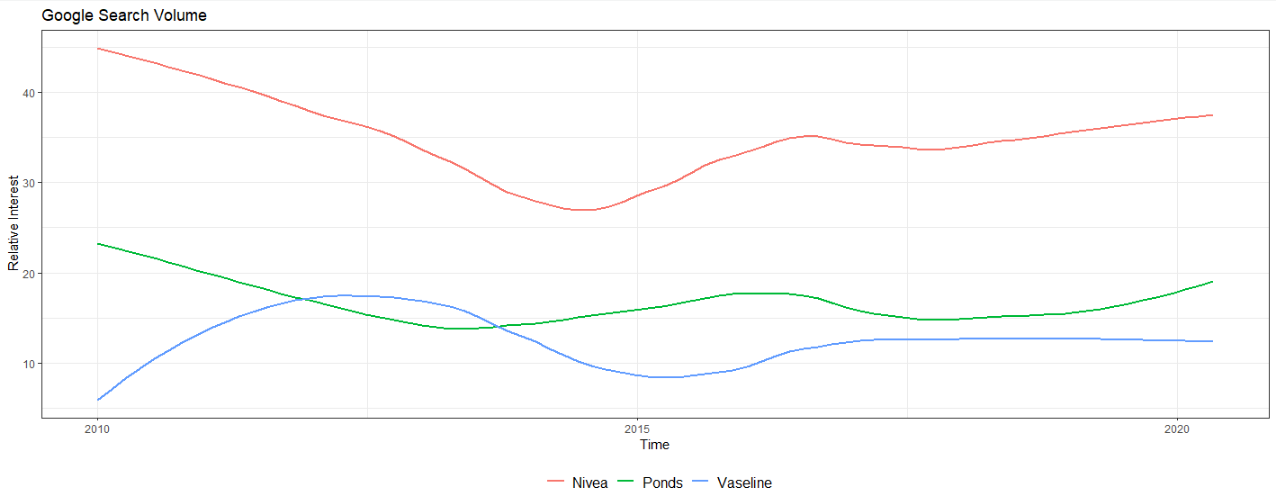 Google Search Volume
Relative Interest
40
30
20
10
2010 2015 2020
Time
Nivea Ponds Vaseline